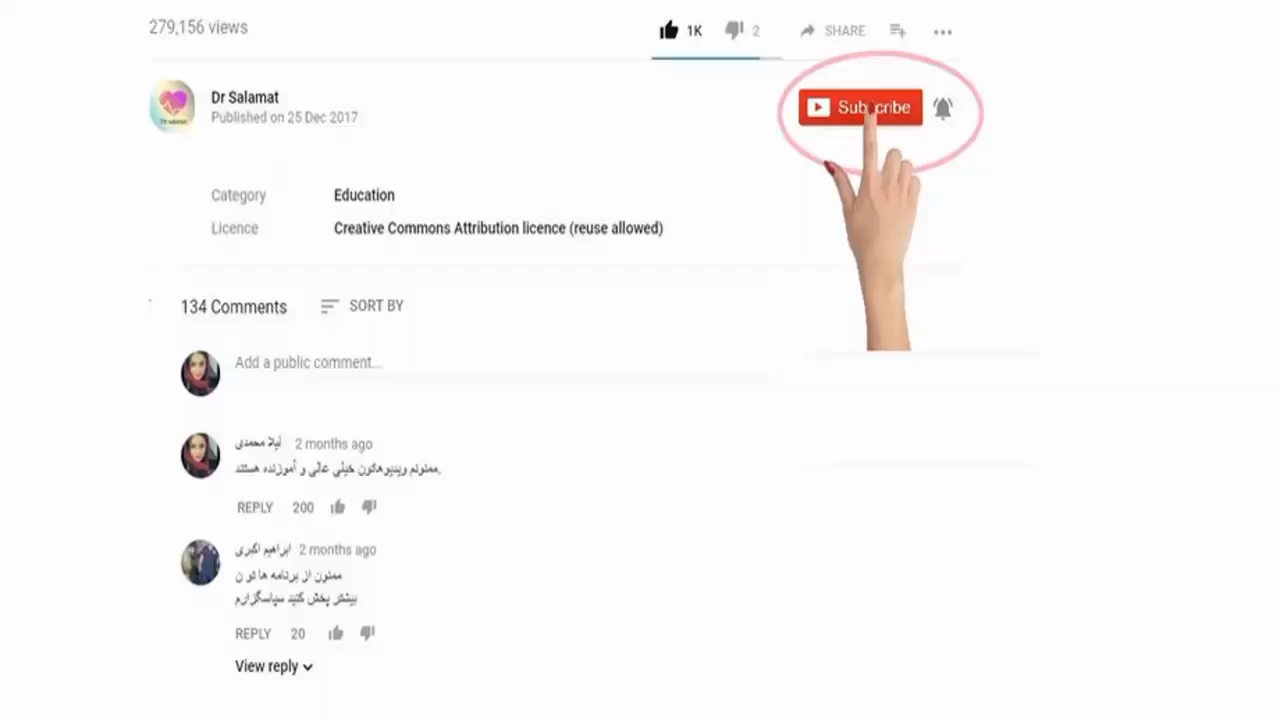 279,156 views
1K
2
SHARE
Dr Salamat
Published on 25 Dec 2017
Subscribe
Category Education
Licence Creative Commons Attribution licence (reuse allowed)
134 Comments SORT BY
Add a public comment...
لیلا محمدی 2 months ago
ممنونم ویدیوهاتون خیلی عالی و آموزنده هستند.
REPLY 200
ابراهیم اکبری 2 months ago
ممنون از برنامه ها تو ن
بیشتر پخش کنید سپاسگزارم
REPLY 20
View reply